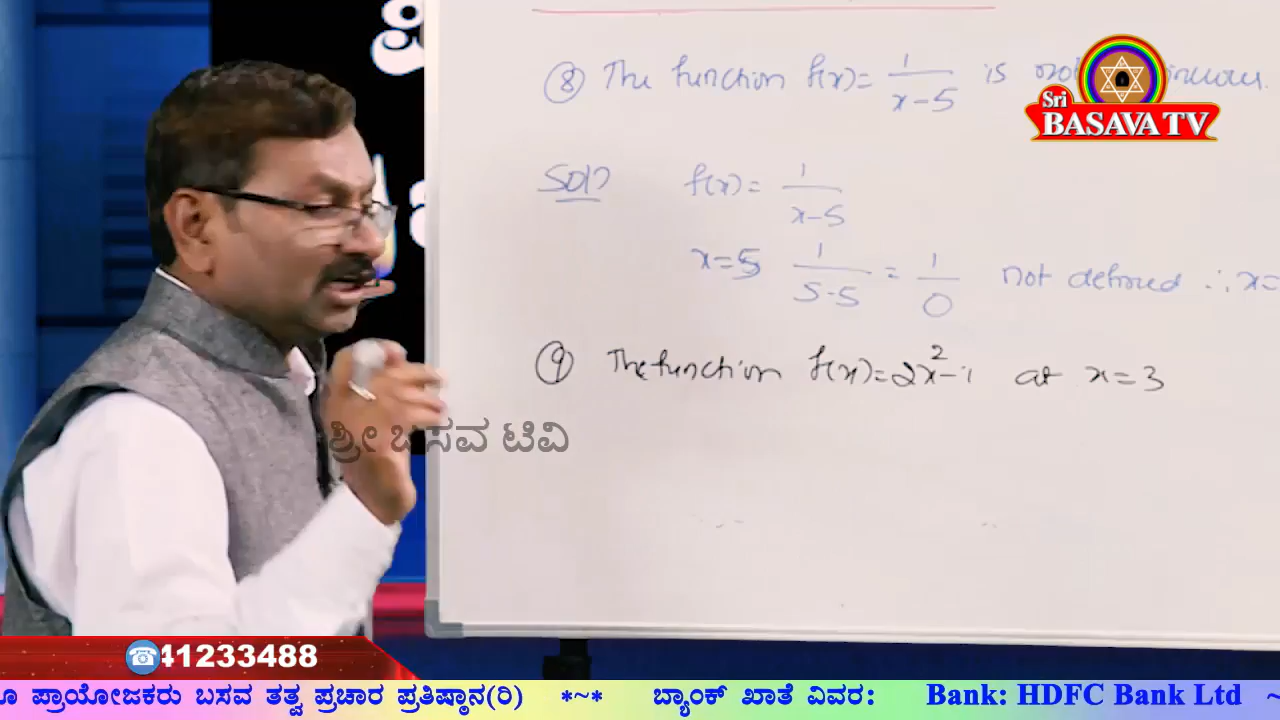 ⑧ The function f(x)= 1/(x-5) is
Sri
BASAVA TV
Solⁿ f(x)= 1/(x-5)
x=5 1/(5-5) = 1/0 not defined ∴ x=
⑨ The function f(x)=2x²-1 at x=3
ಶ್ರೀ ಬಸವ ಟಿವಿ
41233488
ಪ್ರಾಯೋಜಕರು ಬಸವ ತತ್ವ ಪ್ರಚಾರ ಪ್ರತಿಷ್ಠಾನ(ರಿ) *~* ಬ್ಯಾಂಕ್ ಖಾತೆ ವಿವರ: Bank: HDFC Bank Ltd ~